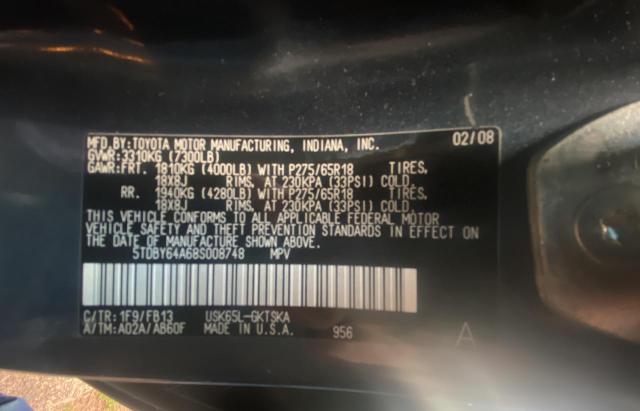 MFD.BY:TOYOTA MOTOR MANUFACTURING, INDIANA, INC. 02/08
GVWR:3310KG (7300LB)
GAWR:FRT. 1810KG (4000LB) WITH P275/65R18 TIRES,
18X8J RIMS, AT 230KPA (33PSI) COLD
RR. 1940KG (4280LB) WITH P275/65R18 TIRES,
18X8J RIMS, AT 230KPA (33PSI) COLD.
THIS VEHICLE CONFORMS TO ALL APPLICABLE FEDERAL MOTOR
VEHICLE SAFETY AND THEFT PREVENTION STANDARDS IN EFFECT ON
THE DATE OF MANUFACTURE SHOWN ABOVE.
5TDBY64A68S008748 MPV
C/TR: 1F9/FB13 USK65L-GKTSKA
A/TM: A02A/AB60F MADE IN U.S.A. 956 A